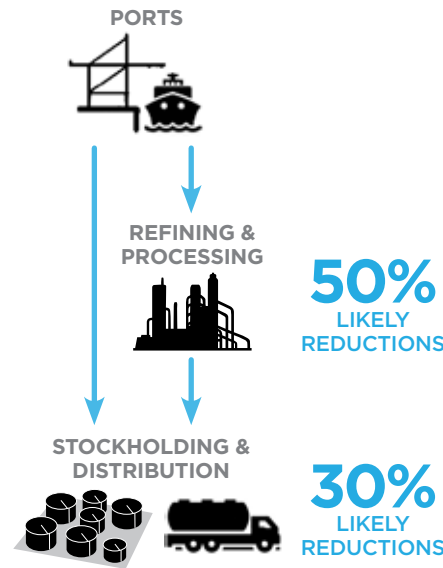 PORTS
REFINING &
PROCESSING
50%
LIKELY
REDUCTIONS
STOCKHOLDING &
DISTRIBUTION
30%
LIKELY
REDUCTIONS